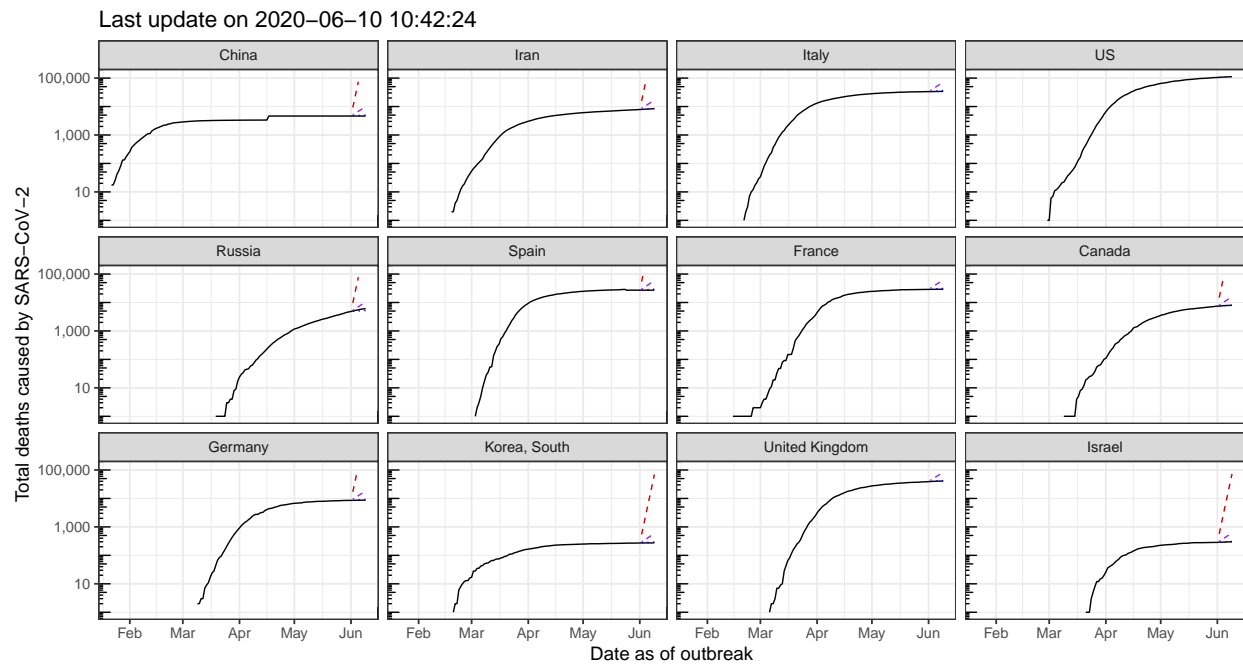 Last update on 2020−06−10 10:42:24
China Iran Italy US
100,000
1,000
10
Russia Spain France Canada
100,000
1,000
10
Germany Korea, South United Kingdom Israel
100,000
1,000
10
Feb Mar Apr May Jun Feb Mar Apr May Jun Feb Mar Apr May Jun Feb Mar Apr May Jun
Date as of outbreak
Total deaths caused by SARS−CoV−2